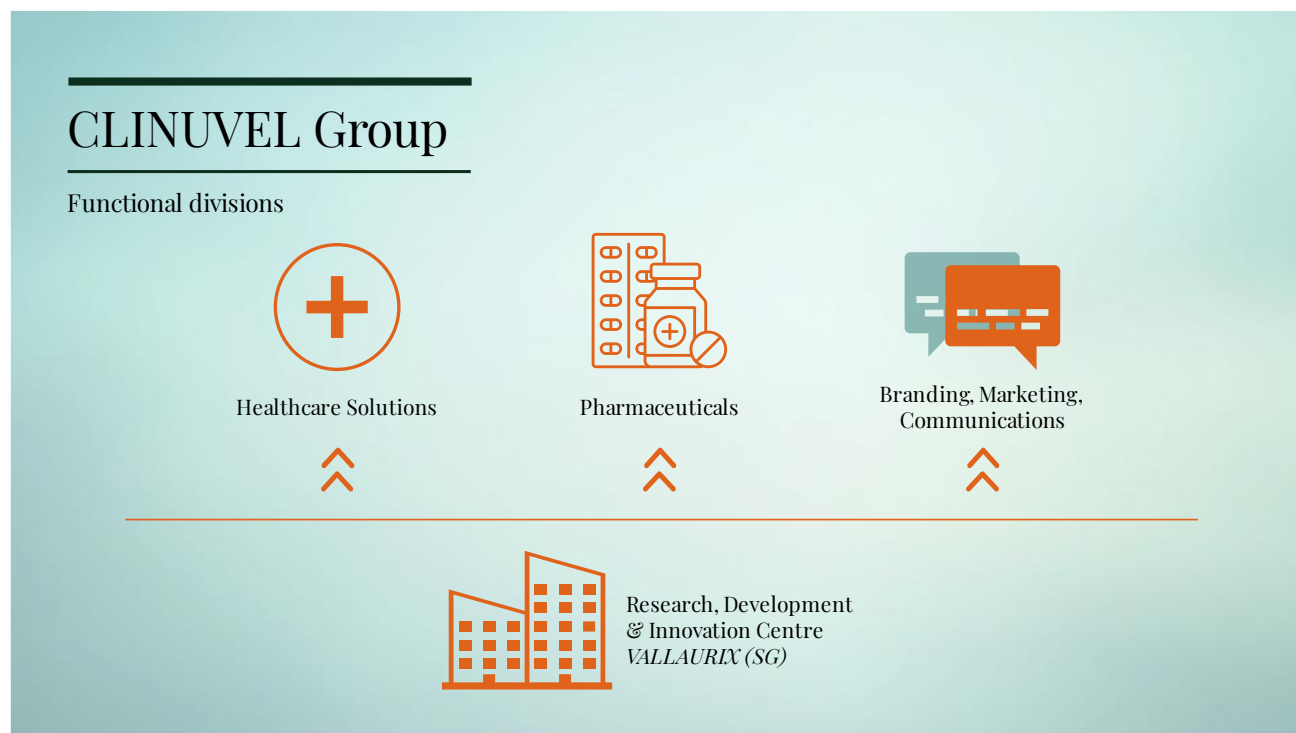 CLINUVEL Group
Functional divisions
Healthcare Solutions
Pharmaceuticals
Branding, Marketing,
Communications
Research, Development
& Innovation Centre
VALLAURIX (SG)